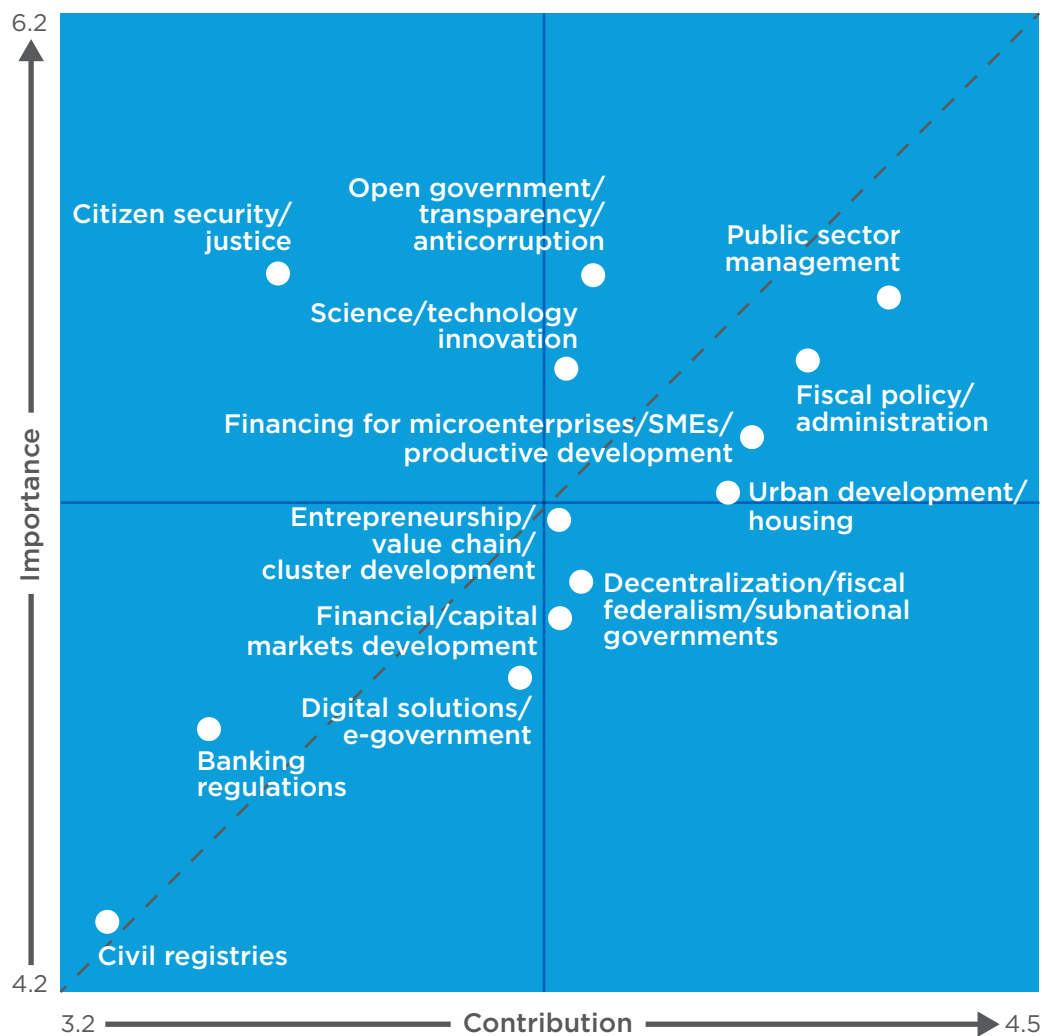 6.2
Importance
4.2
Open government/
transparency/
anticorruption
Citizen security/
justice
Public sector
management
Science/technology
innovation
Fiscal policy/
administration
Financing for microenterprises/SMEs/
productive development
Urban development/
housing
Entrepreneurship/
value chain/
cluster development
Decentralization/fiscal
federalism/subnational
governments
Financial/capital
markets development
Digital solutions/
e-government
Banking
regulations
Civil registries
3.2
Contribution
4.5